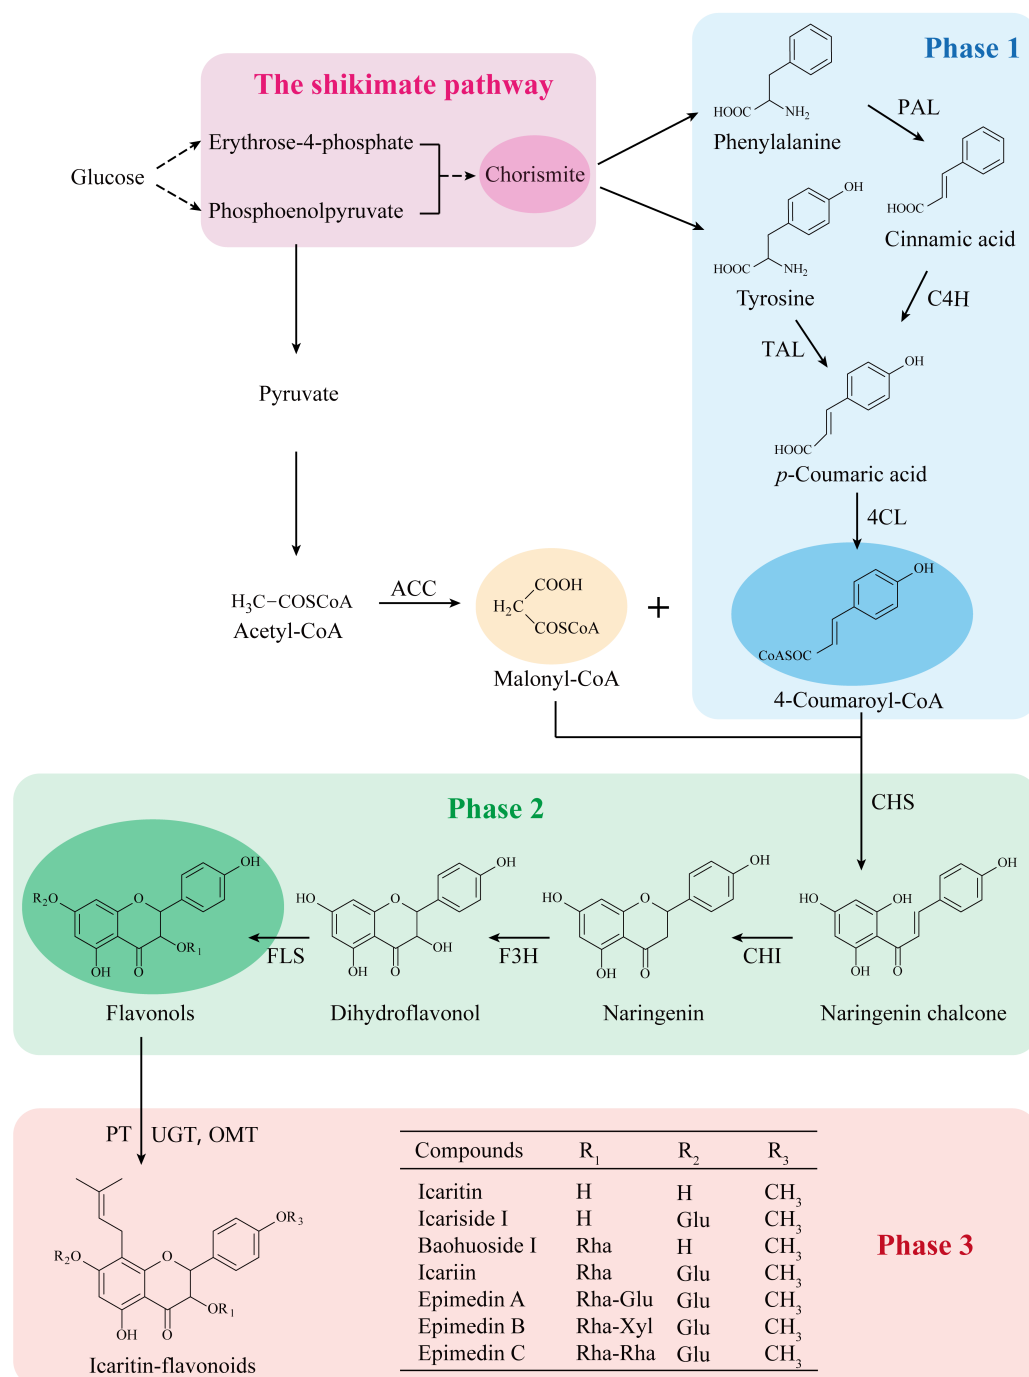 The shikimate pathway
Glucose
Erythrose-4-phosphate
Phosphoenolpyruvate
Chorismite
Pyruvate
H₃C–COSCoA
Acetyl-CoA
ACC
COOH
H₂C
COSCoA
Malonyl-CoA
+
Phase 1
HOOC
NH₂
Phenylalanine
PAL
HOOC
Cinnamic acid
OH
HOOC
NH₂
Tyrosine
C4H
TAL
OH
HOOC
p-Coumaric acid
4CL
OH
CoASOC
4-Coumaroyl-CoA
Phase 2
CHS
OH
HO
OH
OH
O
Naringenin chalcone
CHI
OH
HO
O
OH
O
Naringenin
F3H
OH
HO
O
OH
OH
O
Dihydroflavonol
FLS
OH
R₂O
O
OR₁
OH
O
Flavonols
PT
UGT, OMT
OR₃
R₂O
O
OR₁
OH
O
Icaritin-flavonoids
Compounds R₁ R₂ R₃
Icaritin H H CH₃
Icariside I H Glu CH₃
Baohuoside I Rha H CH₃
Icariin Rha Glu CH₃
Epimedin A Rha-Glu Glu CH₃
Epimedin B Rha-Xyl Glu CH₃
Epimedin C Rha-Rha Glu CH₃
Phase 3